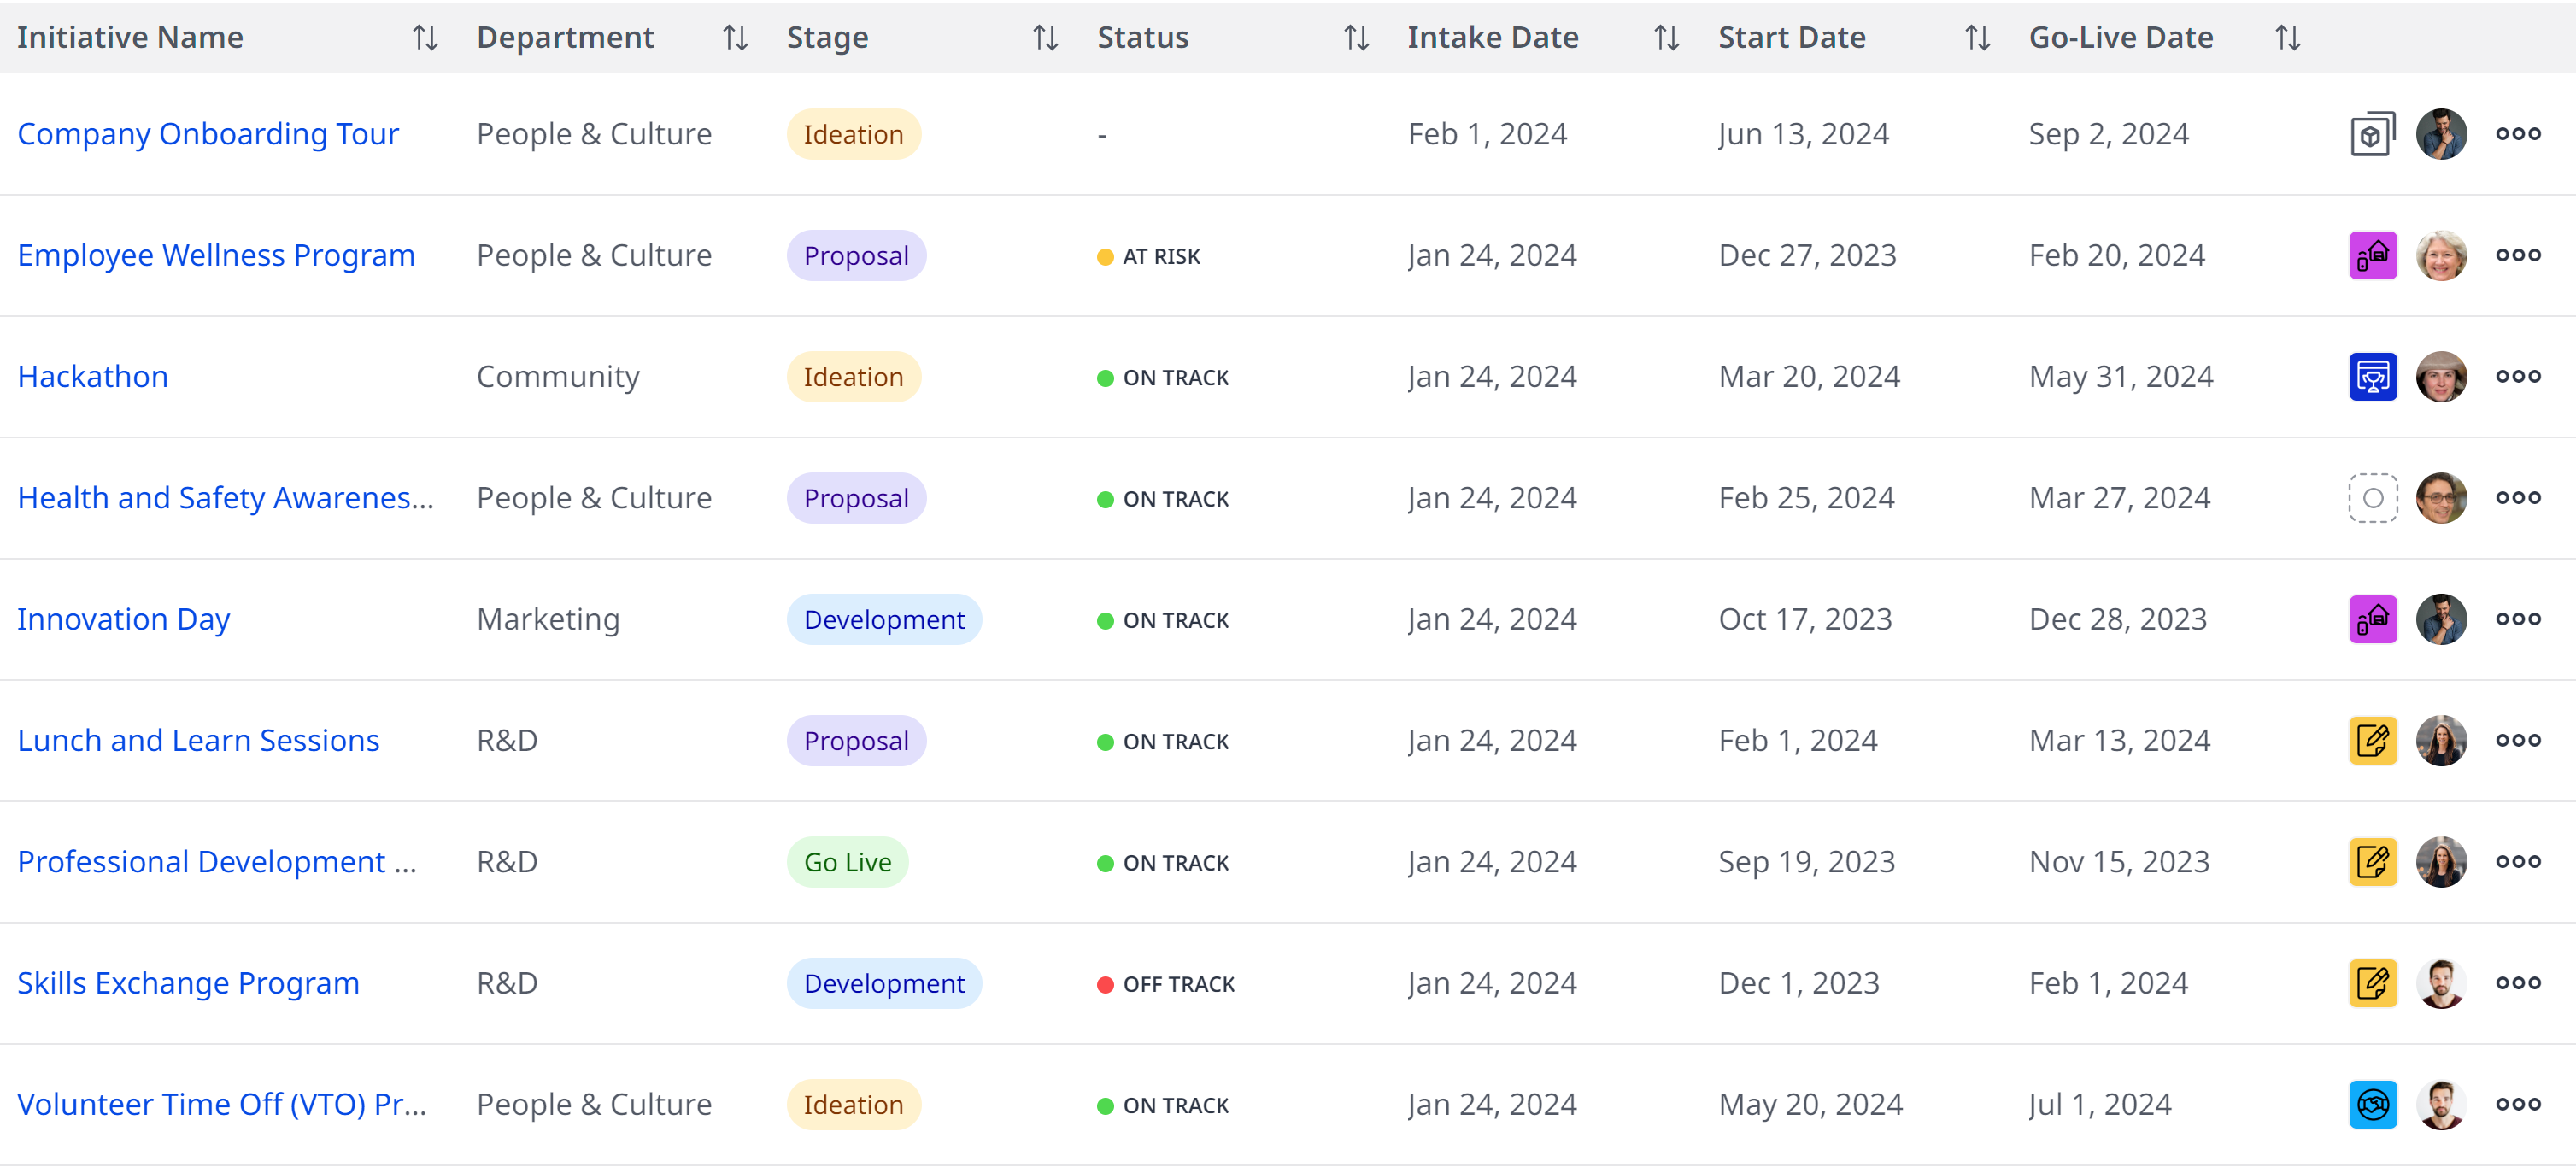 Initiative Name Department Stage Status Intake Date Start Date Go-Live Date
Company Onboarding Tour People & Culture Ideation - Feb 1, 2024 Jun 13, 2024 Sep 2, 2024
Employee Wellness Program People & Culture Proposal AT RISK Jan 24, 2024 Dec 27, 2023 Feb 20, 2024
Hackathon Community Ideation ON TRACK Jan 24, 2024 Mar 20, 2024 May 31, 2024
Health and Safety Awarenes... People & Culture Proposal ON TRACK Jan 24, 2024 Feb 25, 2024 Mar 27, 2024
Innovation Day Marketing Development ON TRACK Jan 24, 2024 Oct 17, 2023 Dec 28, 2023
Lunch and Learn Sessions R&D Proposal ON TRACK Jan 24, 2024 Feb 1, 2024 Mar 13, 2024
Professional Development ... R&D Go Live ON TRACK Jan 24, 2024 Sep 19, 2023 Nov 15, 2023
Skills Exchange Program R&D Development OFF TRACK Jan 24, 2024 Dec 1, 2023 Feb 1, 2024
Volunteer Time Off (VTO) Pr... People & Culture Ideation ON TRACK Jan 24, 2024 May 20, 2024 Jul 1, 2024